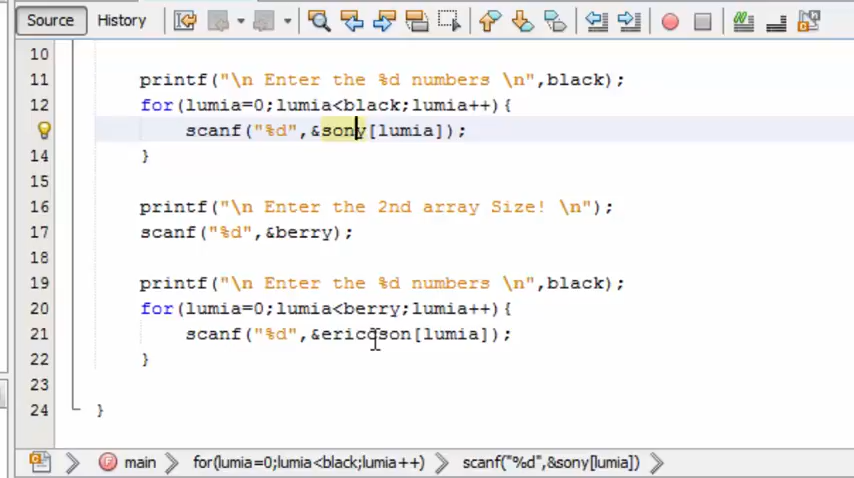 Source History
10
11 printf("\n Enter the %d numbers \n",black);
12 for(lumia=0;lumia<black;lumia++){
scanf("%d",&sony[lumia]);
14 }
15
16 printf("\n Enter the 2nd array Size! \n");
17 scanf("%d",&berry);
18
19 printf("\n Enter the %d numbers \n",black);
20 for(lumia=0;lumia<berry;lumia++){
21 scanf("%d",&ericcson[lumia]);
22 }
23
24 }
main for(lumia=0;lumia<black;lumia++) scanf("%d",&sony[lumia])